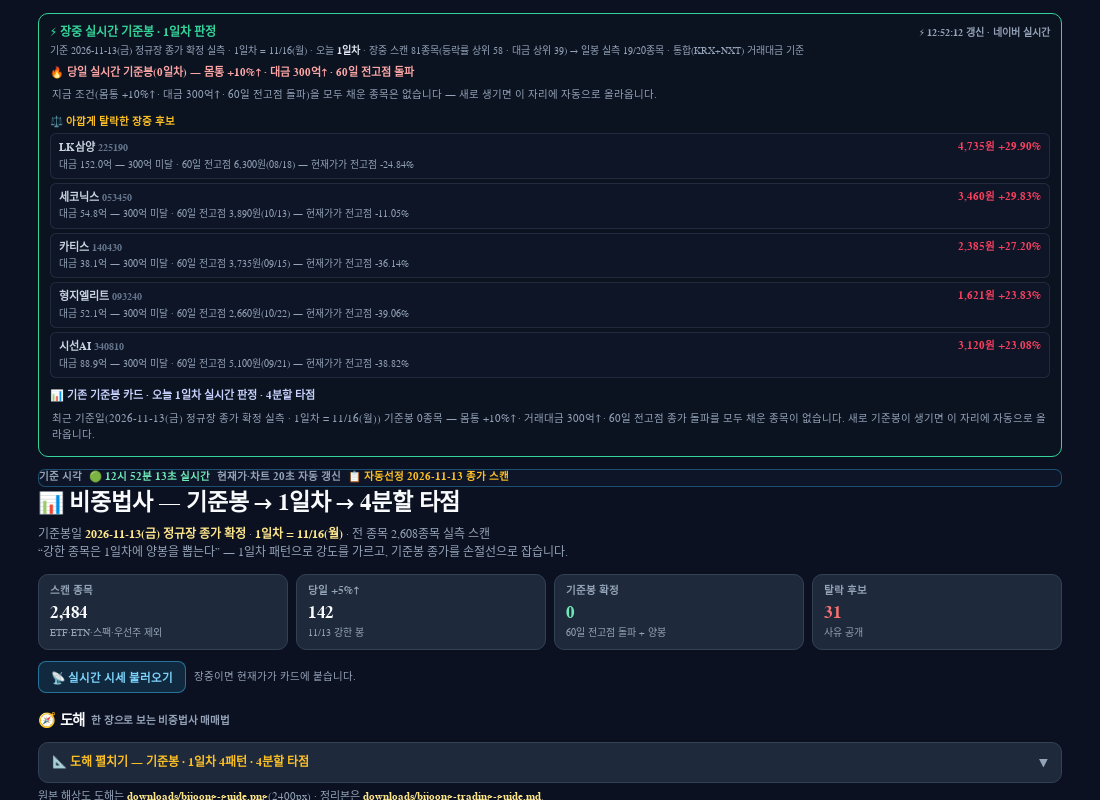 ⚡ 장중 실시간 기준봉 · 1일차 판정
⚡ 12:52:12 갱신 · 네이버 실시간
기준 2026-11-13(금) 정규장 종가 확정 실측 · 1일차 = 11/16(월) · 오늘 1일차 · 장중 스캔 81종목(등락률 상위 58 · 대금 상위 39) → 일봉 실측 19/20종목 · 통합(KRX+NXT) 거래대금 기준
🔥 당일 실시간 기준봉(0일차) — 몸통 +10%↑ · 대금 300억↑ · 60일 전고점 돌파
지금 조건(몸통 +10%↑ · 대금 300억↑ · 60일 전고점 돌파)을 모두 채운 종목은 없습니다 — 새로 생기면 이 자리에 자동으로 올라옵니다.
⚖️ 아깝게 탈락한 장중 후보
LK삼양 225190
4,735원 +29.90%
대금 152.0억 — 300억 미달 · 60일 전고점 6,300원(08/18) — 현재가가 전고점 -24.84%
세코닉스 053450
3,460원 +29.83%
대금 54.8억 — 300억 미달 · 60일 전고점 3,890원(10/13) — 현재가가 전고점 -11.05%
카티스 140430
2,385원 +27.20%
대금 38.1억 — 300억 미달 · 60일 전고점 3,735원(09/15) — 현재가가 전고점 -36.14%
형지엘리트 093240
1,621원 +23.83%
대금 52.1억 — 300억 미달 · 60일 전고점 2,660원(10/22) — 현재가가 전고점 -39.06%
시선AI 340810
3,120원 +23.08%
대금 88.9억 — 300억 미달 · 60일 전고점 5,100원(09/21) — 현재가가 전고점 -38.82%
📊 기존 기준봉 카드 · 오늘 1일차 실시간 판정 · 4분할 타점
최근 기준일(2026-11-13(금) 정규장 종가 확정 실측 · 1일차 = 11/16(월)) 기준봉 0종목 — 몸통 +10%↑ · 거래대금 300억↑ · 60일 전고점 종가 돌파를 모두 채운 종목이 없습니다. 새로 기준봉이 생기면 이 자리에 자동으로 올
라옵니다.
기준 시각 🟢 12시 52분 13초 실시간 현재가·차트 20초 자동 갱신 📋 자동선정 2026-11-13 종가 스캔
📊 비중법사 — 기준봉 → 1일차 → 4분할 타점
기준봉일 2026-11-13(금) 정규장 종가 확정 · 1일차 = 11/16(월) · 전 종목 2,608종목 실측 스캔
“강한 종목은 1일차에 양봉을 뽑는다” — 1일차 패턴으로 강도를 가르고, 기준봉 종가를 손절선으로 잡습니다.
스캔 종목
2,484
ETF·ETN·스팩·우선주 제외
당일 +5%↑
142
11/13 강한 봉
기준봉 확정
0
60일 전고점 돌파 + 양봉
탈락 후보
31
사유 공개
📡 실시간 시세 불러오기
장중이면 현재가가 카드에 붙습니다.
🧭 도해 한 장으로 보는 비중법사 매매법
📐 도해 펼치기 — 기준봉 · 1일차 4패턴 · 4분할 타점 ▼
원본 해상도 도해는 downloads/bijoong-guide.png(2400px) · 정리본은 downloads/bijoong-trading-guide.md.